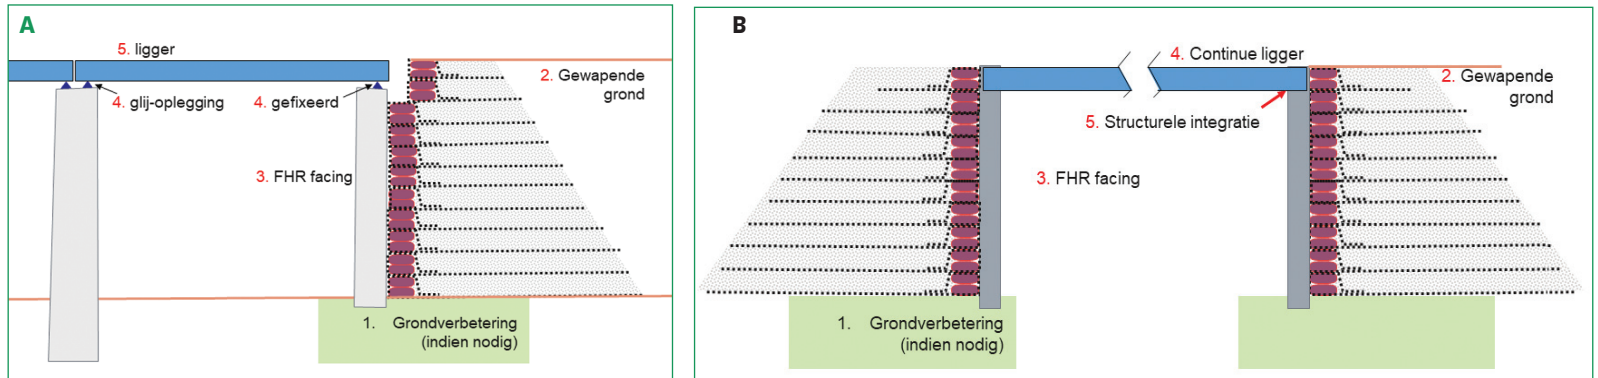 A
5. ligger
2. Gewapende
grond
4. glij-oplegging
4. gefixeerd
3. FHR facing
1. Grondverbetering
(indien nodig)
B
4. Continue ligger
2. Gewapende
grond
5. Structurele integratie
3. FHR facing
1. Grondverbetering
(indien nodig)